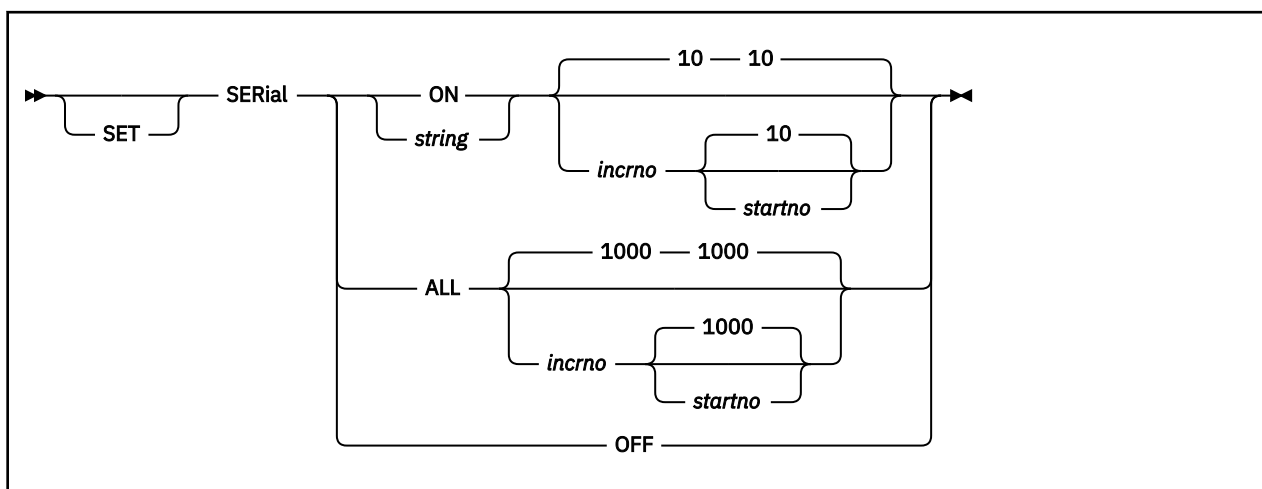 10 10
SERial ON
SET string
10
incrno
startno
1000 1000
ALL
1000
incrno
startno
OFF